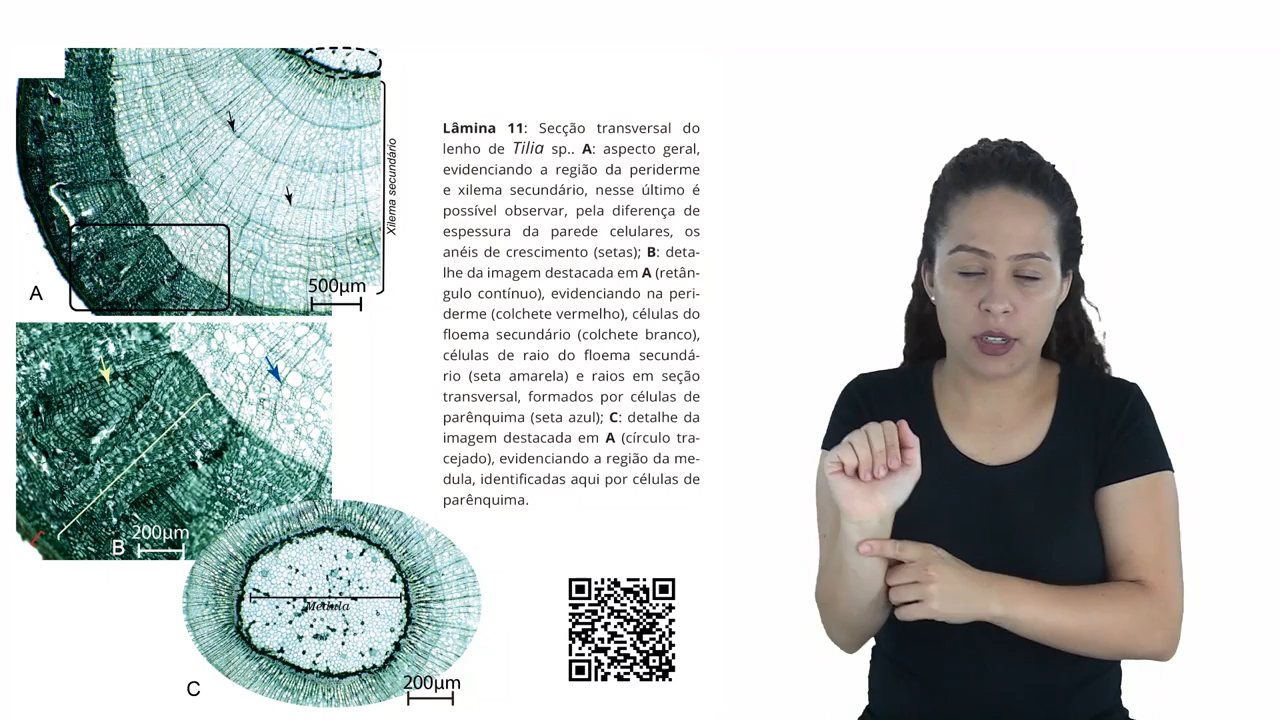 Xilema secundário
A
500µm
B
200µm
Medula
C
200µm
Lâmina 11: Secção transversal do
lenho de Tilia sp.. A: aspecto geral,
evidenciando a região da periderme
e xilema secundário, nesse último é
possível observar, pela diferença de
espessura da parede celulares, os
anéis de crescimento (setas); B: deta-
lhe da imagem destacada em A (retân-
gulo contínuo), evidenciando na peri-
derme (colchete vermelho), células do
floema secundário (colchete branco),
células de raio do floema secundá-
rio (seta amarela) e raios em seção
transversal, formados por células de
parênquima (seta azul); C: detalhe da
imagem destacada em A (círculo tra-
cejado), evidenciando a região da me-
dula, identificadas aqui por células de
parênquima.